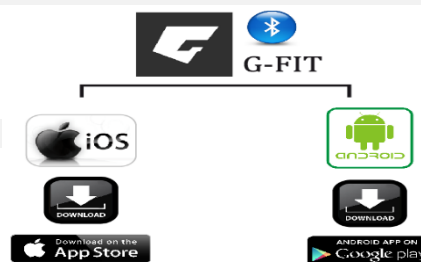 G-FIT
iOS
ANDROID
DOWNLOAD
DOWNLOAD
Download on the
App Store
ANDROID APP ON
Google play